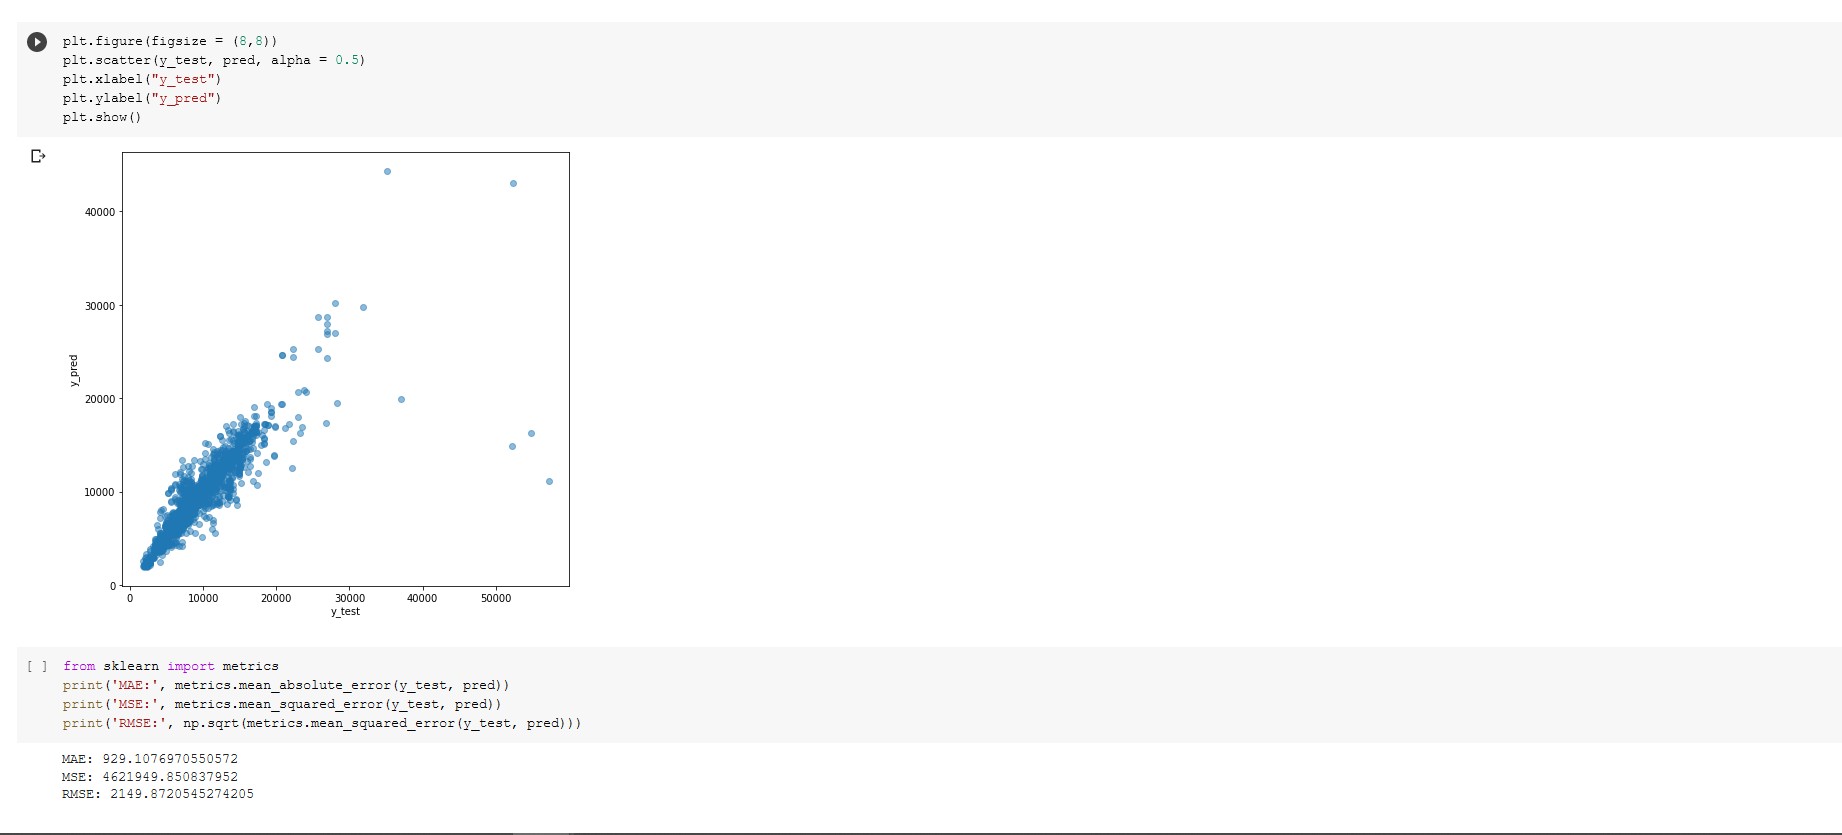 plt.figure(figsize = (8,8))
plt.scatter(y_test, pred, alpha = 0.5)
plt.xlabel("y_test")
plt.ylabel("y_pred")
plt.show()
40000
30000
20000
10000
0
y_pred
0 10000 20000 30000 40000 50000
y_test
[ ] from sklearn import metrics
print('MAE:', metrics.mean_absolute_error(y_test, pred))
print('MSE:', metrics.mean_squared_error(y_test, pred))
print('RMSE:', np.sqrt(metrics.mean_squared_error(y_test, pred)))
MAE: 929.1076970550572
MSE: 4621949.850837952
RMSE: 2149.8720545274205